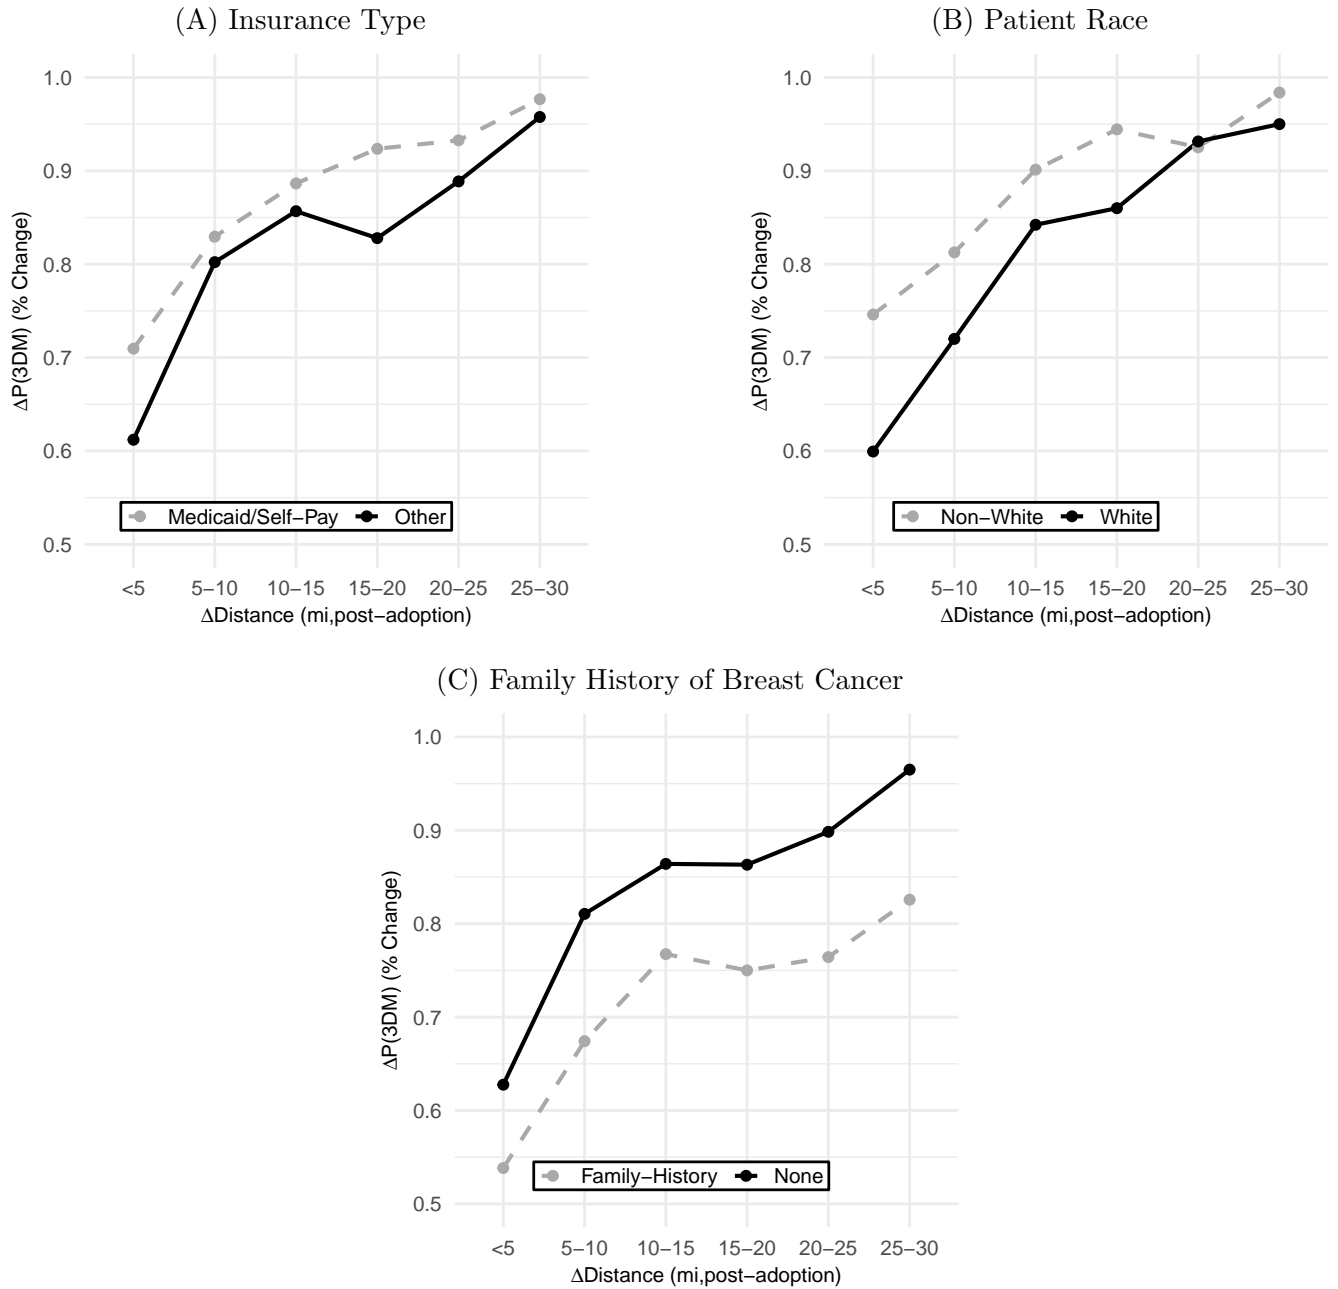 (A) Insurance Type
ΔP(3DM) (% Change)
1.0
0.9
0.8
0.7
0.6
0.5
Medicaid/Self−Pay Other
<5 5−10 10−15 15−20 20−25 25−30
ΔDistance (mi,post−adoption)
(B) Patient Race
ΔP(3DM) (% Change)
1.0
0.9
0.8
0.7
0.6
0.5
Non−White White
<5 5−10 10−15 15−20 20−25 25−30
ΔDistance (mi,post−adoption)
(C) Family History of Breast Cancer
ΔP(3DM) (% Change)
1.0
0.9
0.8
0.7
0.6
0.5
Family−History None
<5 5−10 10−15 15−20 20−25 25−30
ΔDistance (mi,post−adoption)